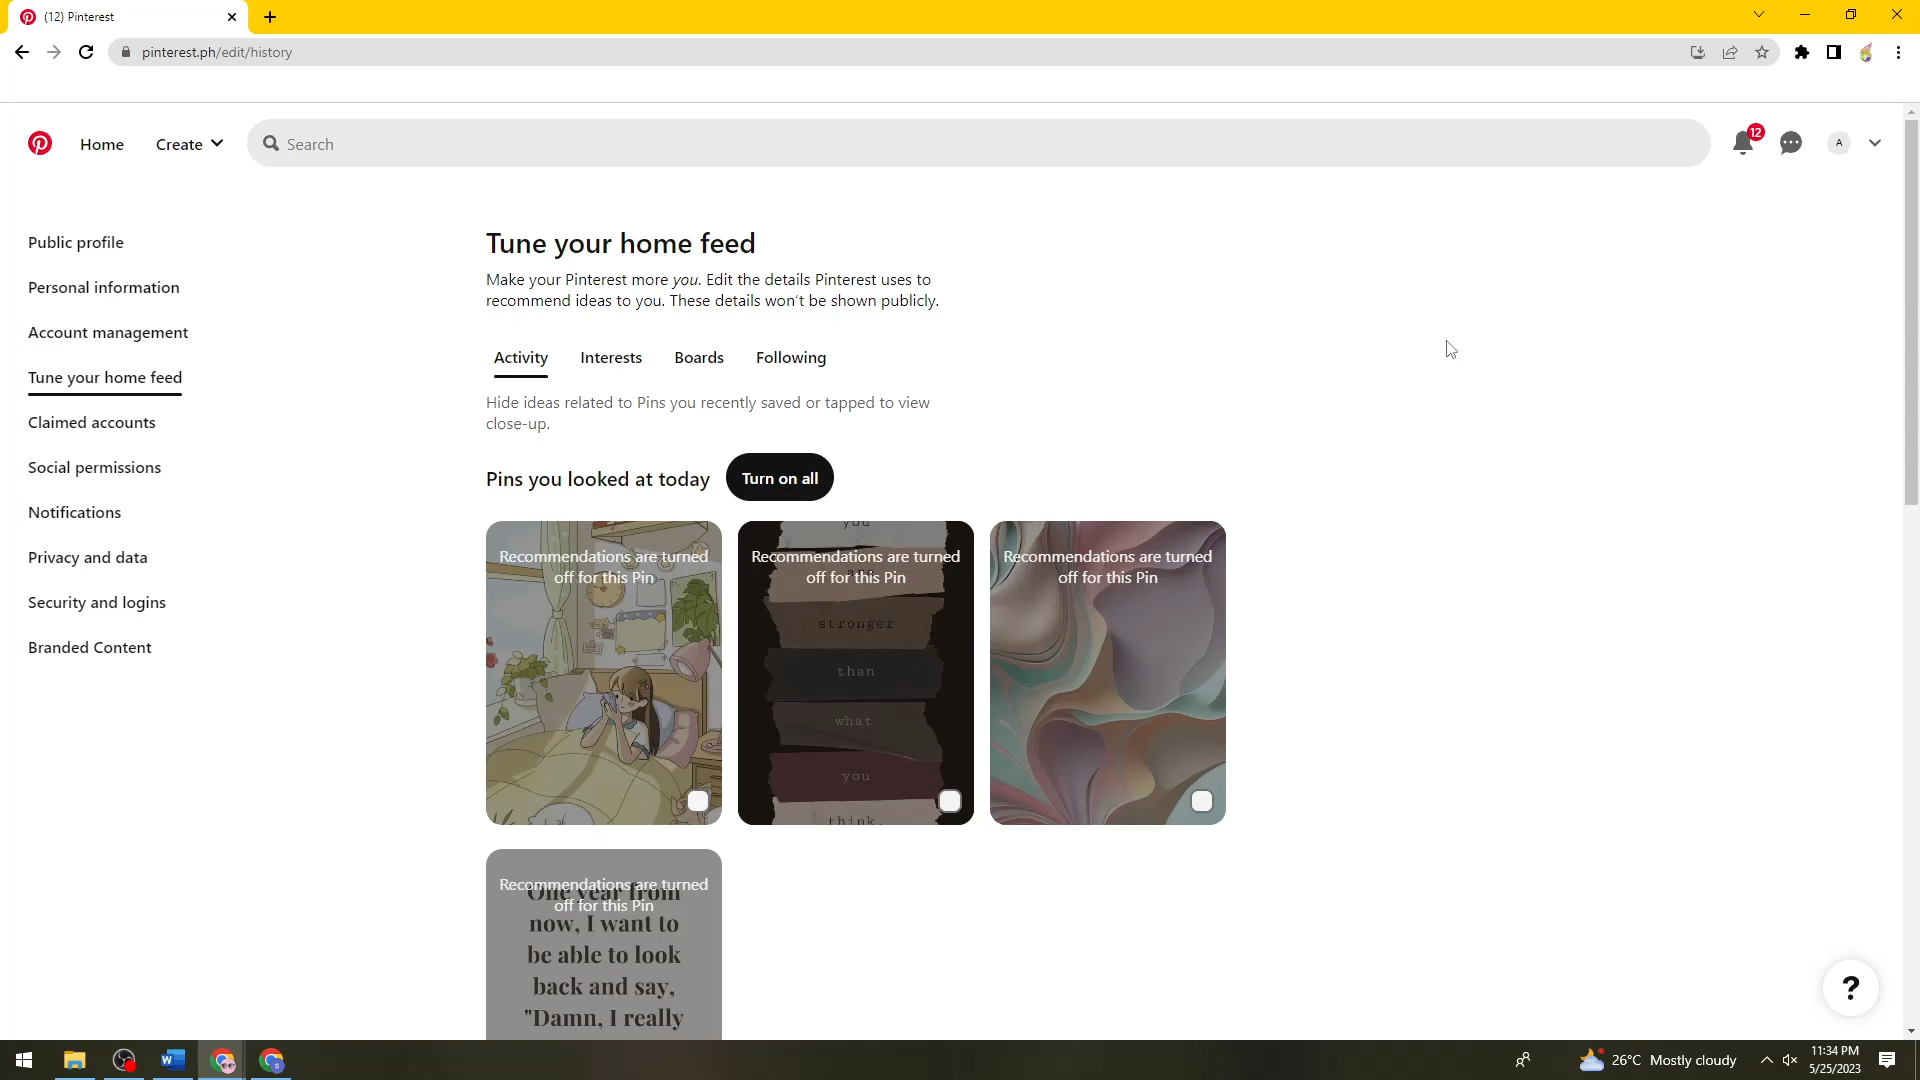 (12) Pinterest
pinterest.ph/edit/history
Home
Create
Search
12
A
Public profile
Personal information
Account management
Tune your home feed
Claimed accounts
Social permissions
Notifications
Privacy and data
Security and logins
Branded Content
Tune your home feed
Make your Pinterest more you. Edit the details Pinterest uses to
recommend ideas to you. These details won't be shown publicly.
Activity Interests Boards Following
Hide ideas related to Pins you recently saved or tapped to view
close-up.
Pins you looked at today
Turn on all
Recommendations are turned
off for this Pin
you
Recommendations are turned
off for this Pin
are
stronger
than
what
you
think.
Recommendations are turned
off for this Pin
Recommendations are turned
off for this Pin
One year from
now, I want to
be able to look
back and say,
"Damn, I really
?
26°C Mostly cloudy
11:34 PM
5/25/2023